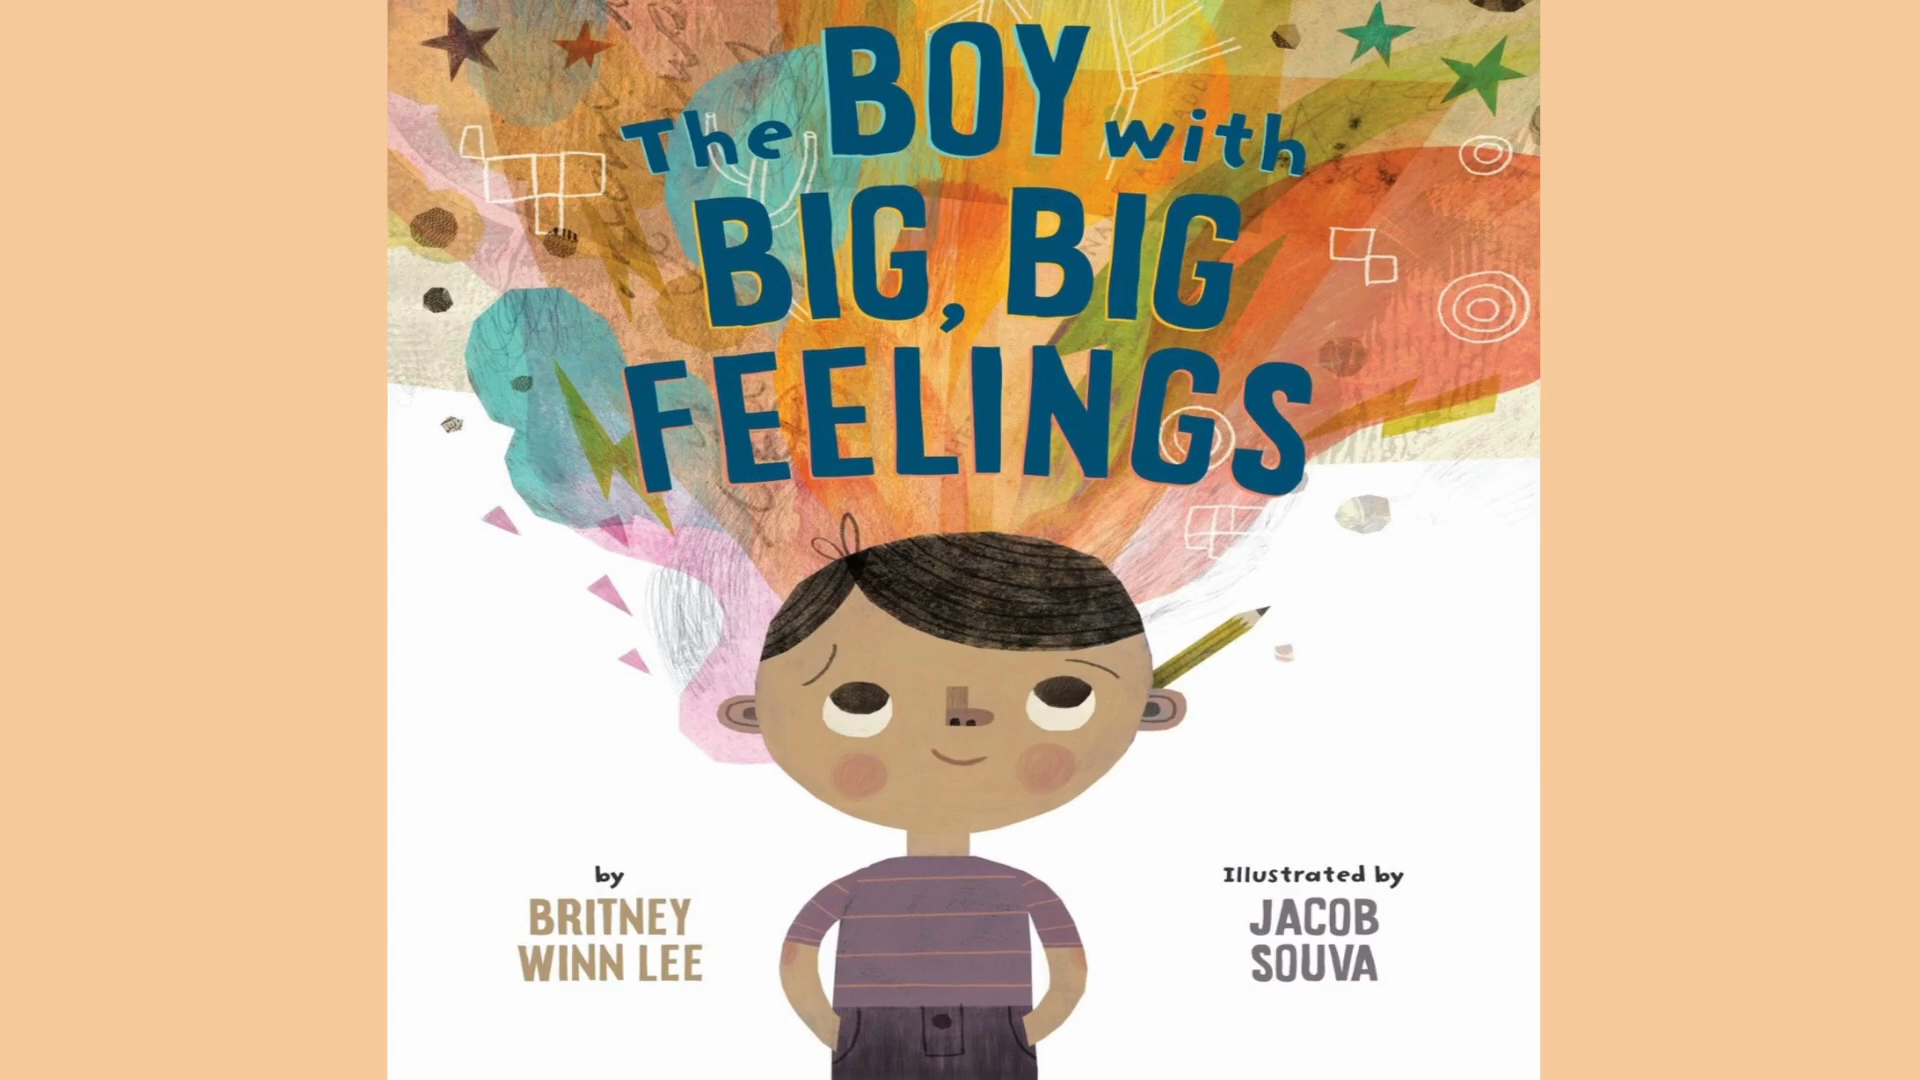 The BOY with
BIG, BIG
FEELINGS
by
BRITNEY
WINN LEE
Illustrated by
JACOB
SOUVA